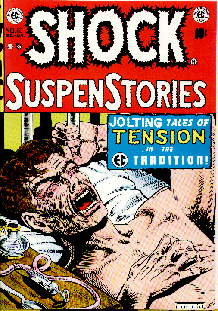 SHOCK
10¢
SUSPENSTORIES
JOLTING TALES OF
TENSION
IN THE
EC TRADITION!